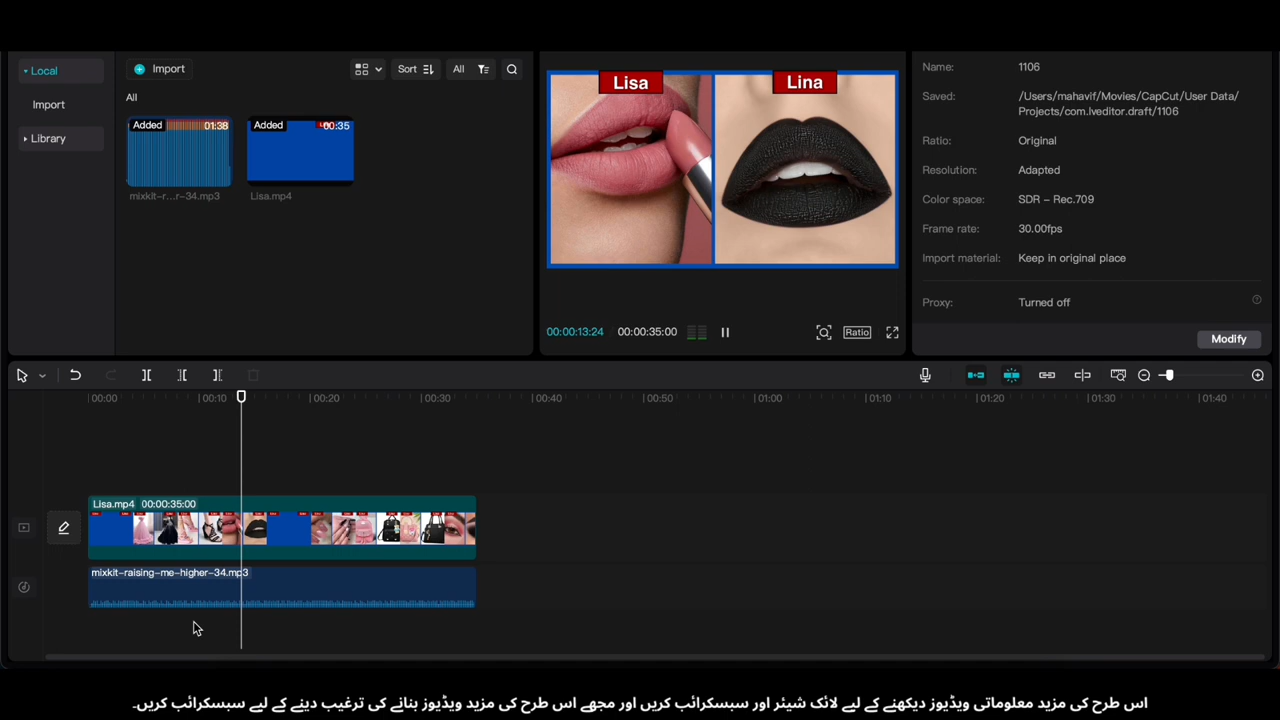 Local
Import
Library
Import
Sort
All
All
Added
01:38
mixkit-r...r-34.mp3
Added
00:35
Lisa.mp4
Lisa
Lina
00:00:13:24
00:00:35:00
Ratio
Name: 1106
Saved: /Users/mahavif/Movies/CapCut/User Data/
Projects/com.lveditor.draft/1106
Ratio: Original
Resolution: Adapted
Color space: SDR – Rec.709
Frame rate: 30.00fps
Import material: Keep in original place
Proxy: Turned off
Modify
00:00
00:10
00:20
00:30
00:40
00:50
01:00
01:10
01:20
01:30
01:40
Lisa.mp4 00:00:35:00
mixkit-raising-me-higher-34.mp3
اس طرح کی مزید معلوماتی ویڈیوز دیکھنے کے لیے لائک شیئر اور سبسکرائب کریں اور مجھے اس طرح کی مزید ویڈیوز بنانے کی ترغیب دینے کے لیے سبسکرائب کریں۔